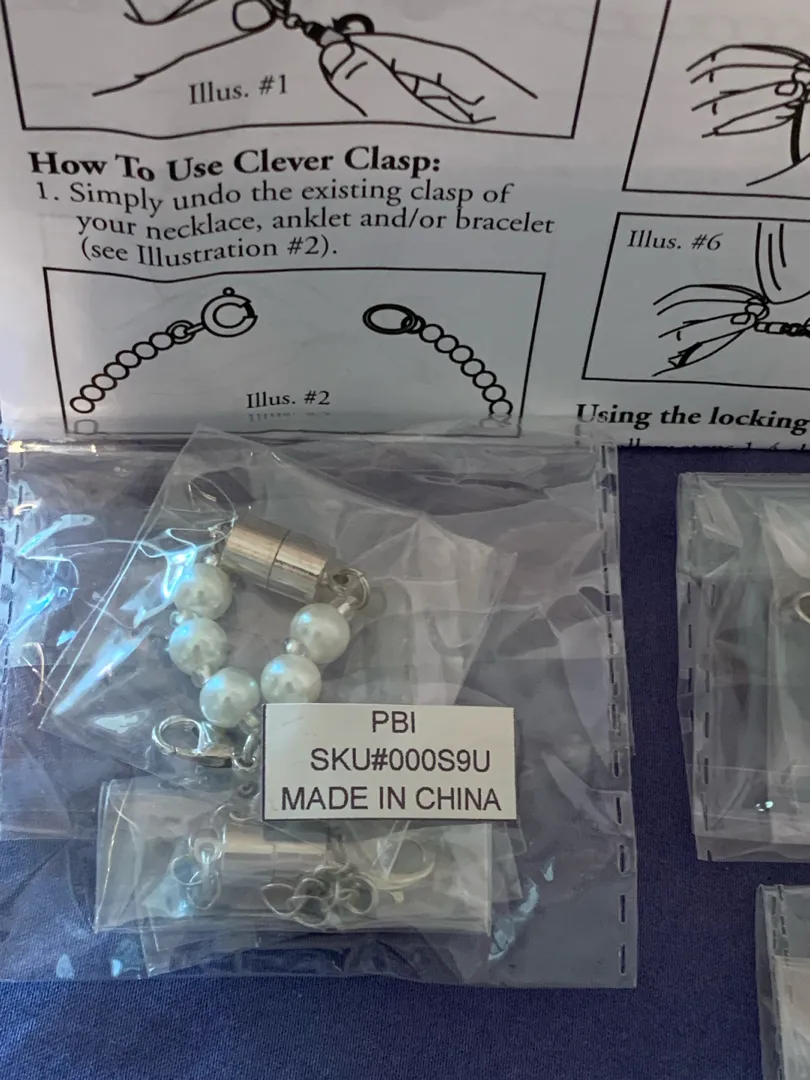 Illus. #1
How To Use Clever Clasp:
1. Simply undo the existing clasp of
your necklace, anklet and/or bracelet
(see Illustration #2).
Illus. #2
Illus. #6
Using the locking
PBI
SKU#000S9U
MADE IN CHINA